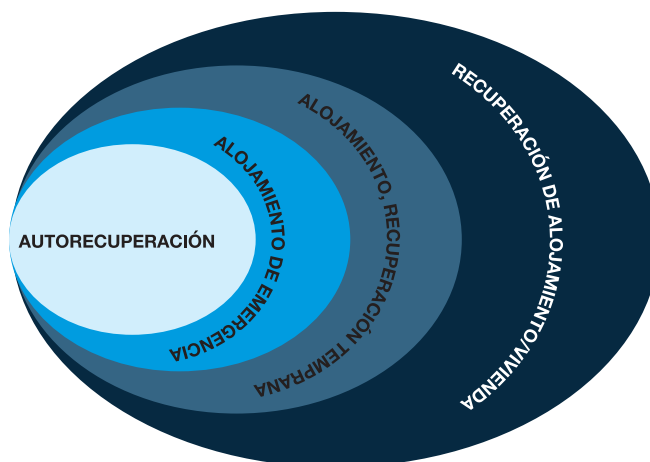 AUTORECUPERACIÓN
ALOJAMIENTO DE EMERGENCIA
ALOJAMIENTO, RECUPERACIÓN TEMPRANA
RECUPERACIÓN DE ALOJAMIENTO/VIVIENDA